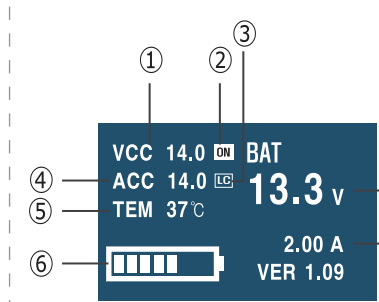 ① ② ③
④ VCC 14.0 ON BAT
ACC 14.0 LC 13.3 V
⑤ TEM 37℃
⑥ 2.00 A
VER 1.09